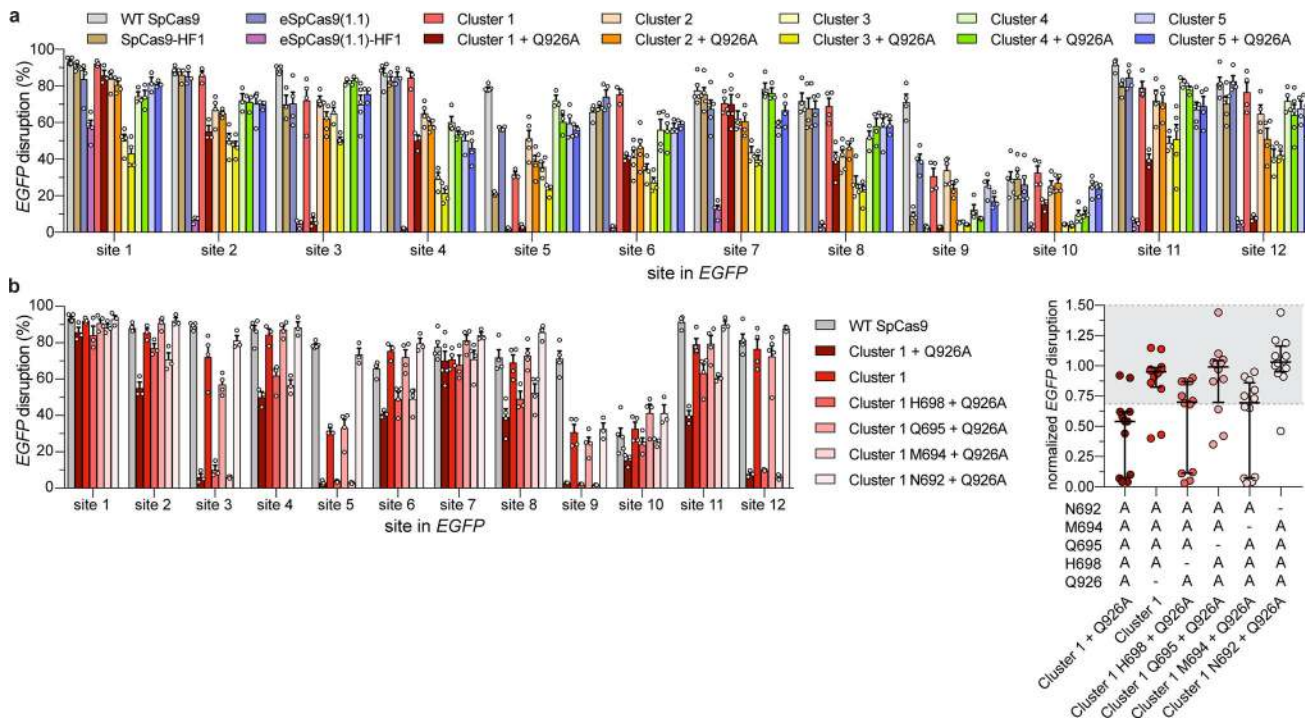 a
WT SpCas9 eSpCas9(1.1) Cluster 1 Cluster 2 Cluster 3 Cluster 4 Cluster 5
SpCas9-HF1 eSpCas9(1.1)-HF1 Cluster 1 + Q926A Cluster 2 + Q926A Cluster 3 + Q926A Cluster 4 + Q926A Cluster 5 + Q926A
EGFP disruption (%)
100
80
60
40
20
0
site 1 site 2 site 3 site 4 site 5 site 6 site 7 site 8 site 9 site 10 site 11 site 12
site in EGFP
b
EGFP disruption (%)
100
80
60
40
20
0
site 1 site 2 site 3 site 4 site 5 site 6 site 7 site 8 site 9 site 10 site 11 site 12
site in EGFP
WT SpCas9
Cluster 1 + Q926A
Cluster 1
Cluster 1 H698 + Q926A
Cluster 1 Q695 + Q926A
Cluster 1 M694 + Q926A
Cluster 1 N692 + Q926A
normalized EGFP disruption
1.50
1.25
1.00
0.75
0.50
0.25
0.00
N692 A A A A A -
M694 A A A A - A
Q695 A A A - A A
H698 A A - A A A
Q926 A - A A A A
Cluster 1 + Q926A
Cluster 1
Cluster 1 H698 + Q926A
Cluster 1 Q695 + Q926A
Cluster 1 M694 + Q926A
Cluster 1 N692 + Q926A